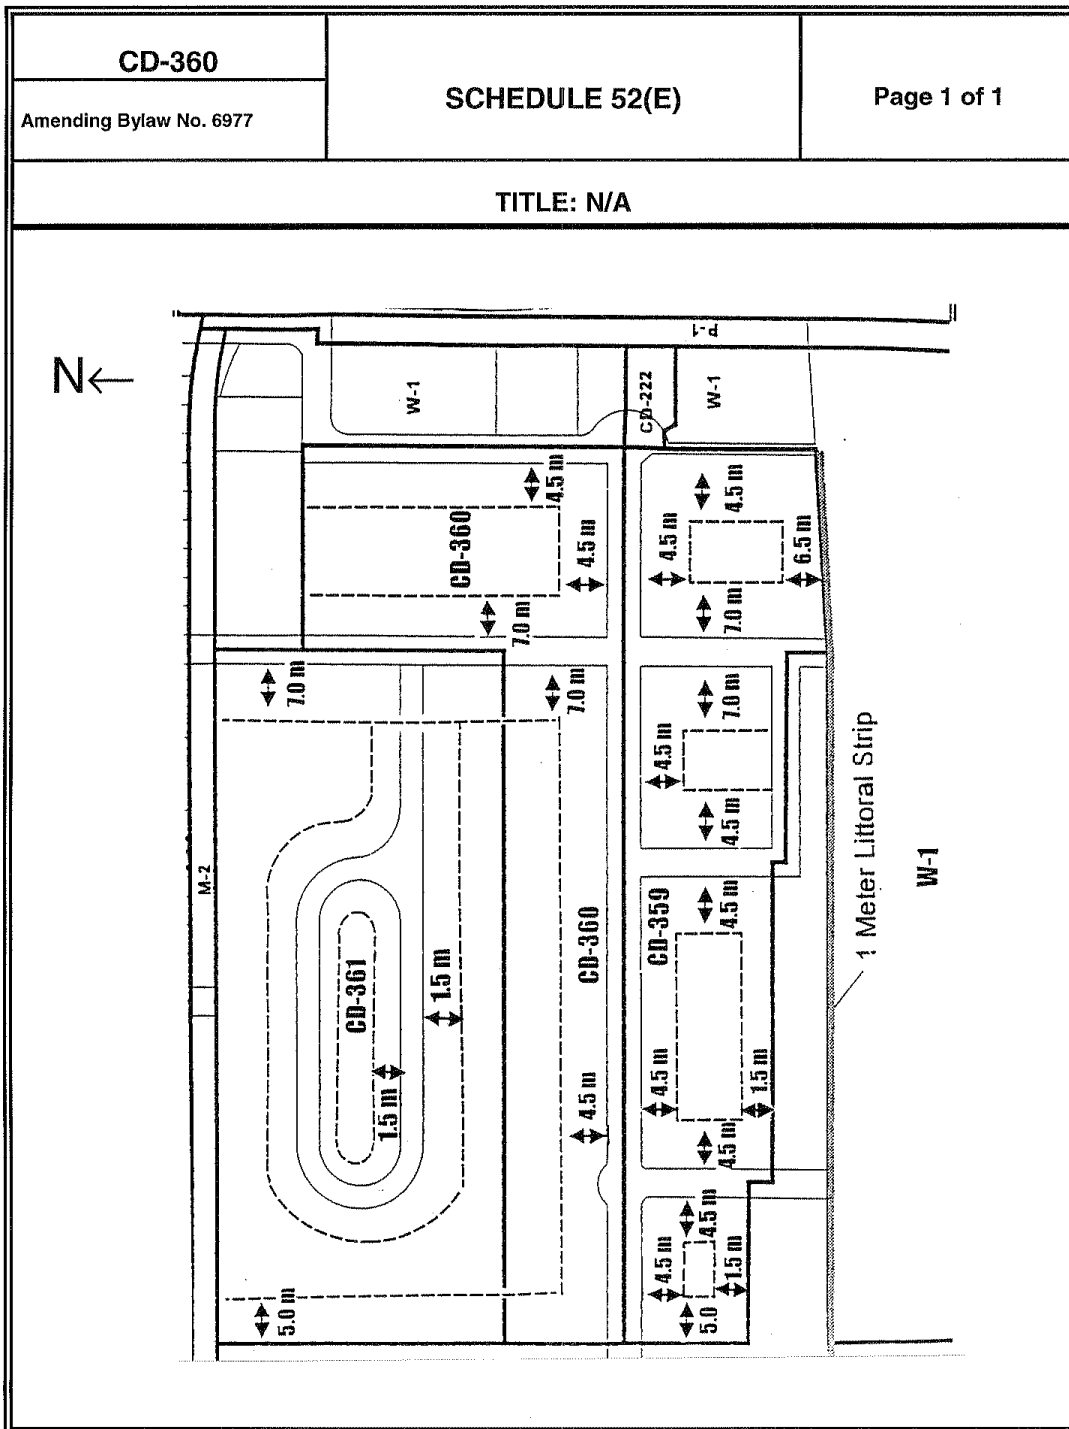 CD-360
Amending Bylaw No. 6977
SCHEDULE 52(E)
Page 1 of 1
TITLE: N/A
N
P-1
W-1
CD-222
W-1
4.5 m
CD-360
4.5 m
7.0 m
4.5 m
4.5 m
6.5 m
7.0 m
7.0 m
7.0 m
7.0 m
4.5 m
4.5 m
M-2
CD-361
1.5 m
1.5 m
CD-360
4.5 m
CD-359
4.5 m
4.5 m
1.5 m
4.5 m
1 Meter Littoral Strip
W-1
4.5 m
4.5 m
1.5 m
5.0
5.0 m